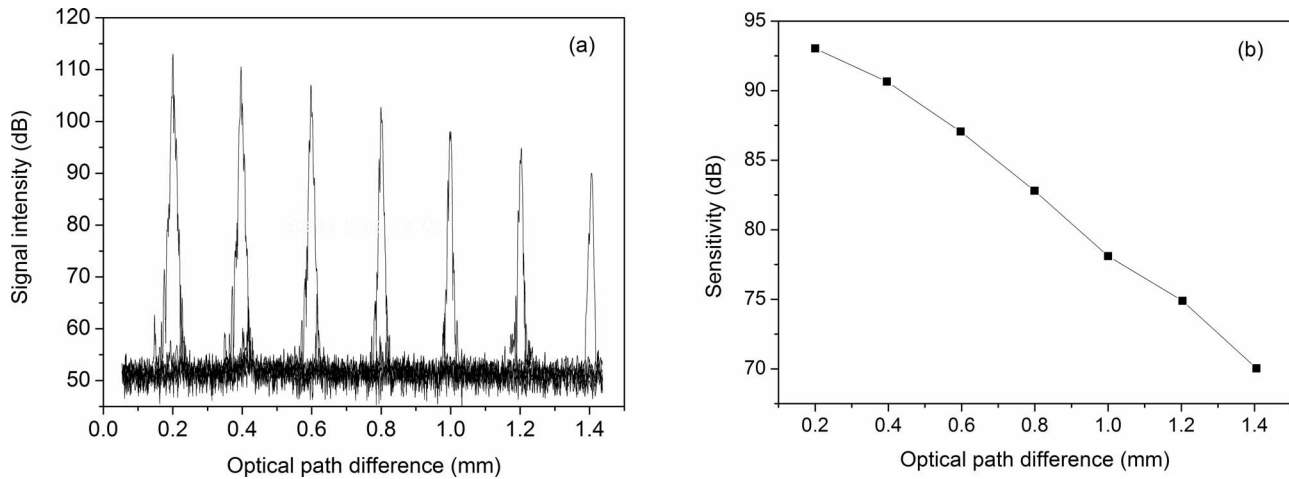 120
110
100
90
80
70
60
50
Signal intensity (dB)
(a)
0.0 0.2 0.4 0.6 0.8 1.0 1.2 1.4
Optical path difference (mm)
95
90
85
80
75
70
Sensitivity (dB)
(b)
0.2 0.4 0.6 0.8 1.0 1.2 1.4
Optical path difference (mm)